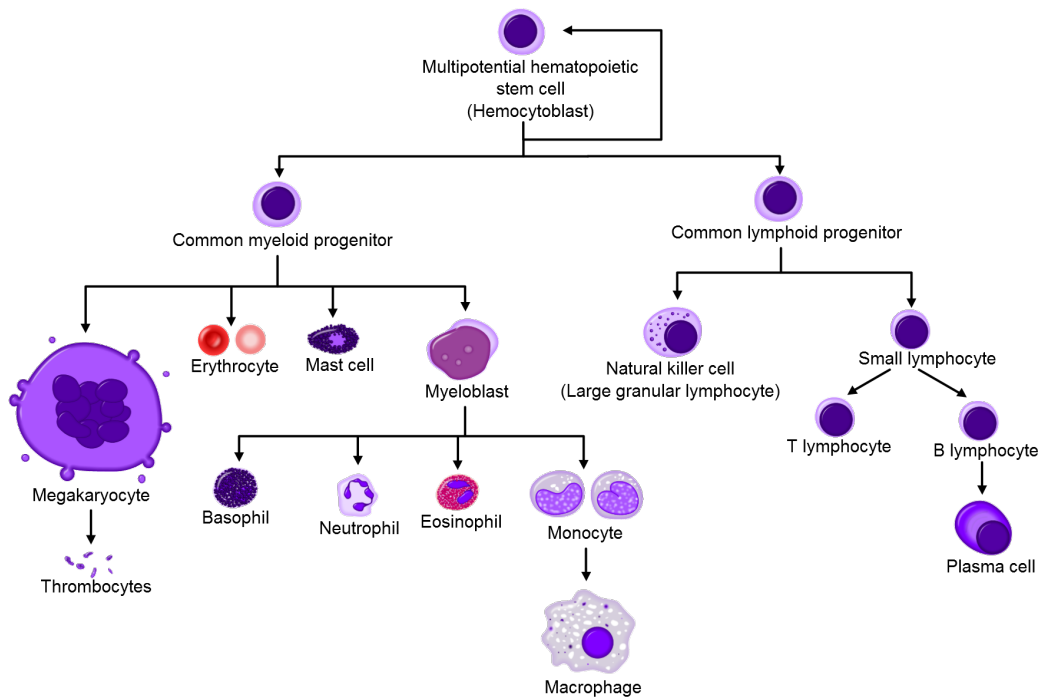 Multipotential hematopoietic
stem cell
(Hemocytoblast)
Common myeloid progenitor
Common lymphoid progenitor
Erythrocyte
Mast cell
Myeloblast
Natural killer cell
(Large granular lymphocyte)
Small lymphocyte
T lymphocyte
B lymphocyte
Megakaryocyte
Basophil
Neutrophil
Eosinophil
Monocyte
Plasma cell
Thrombocytes
Macrophage